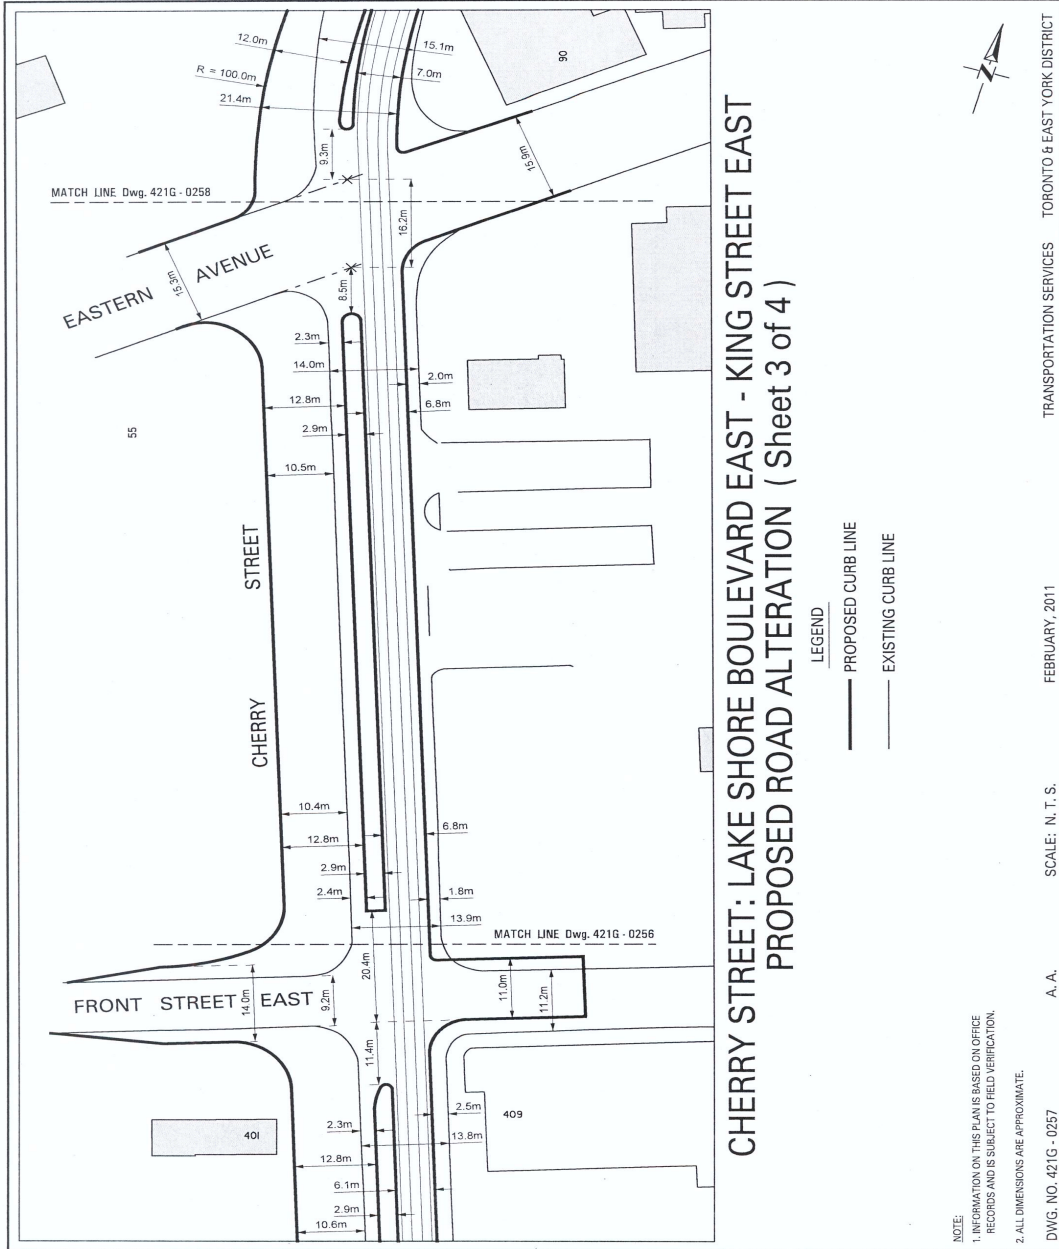 12.0m
15.1m
R = 100.0m
7.0m
21.4m
90
9.3m
15.9m
MATCH LINE Dwg. 421G - 0258
16.2m
EASTERN AVENUE
15.3m
8.5m
2.3m
14.0m
2.0m
12.8m
6.8m
2.9m
55
10.5m
CHERRY STREET
10.4m
6.8m
12.8m
2.9m
2.4m
1.8m
13.9m
MATCH LINE Dwg. 421G - 0256
20.4m
FRONT STREET EAST
14.0m
9.2m
11.0m
11.2m
11.4m
2.5m
409
401
2.3m
13.8m
12.8m
6.1m
2.9m
10.6m
CHERRY STREET: LAKE SHORE BOULEVARD EAST - KING STREET EAST
PROPOSED ROAD ALTERATION ( Sheet 3 of 4 )
LEGEND
PROPOSED CURB LINE
EXISTING CURB LINE
N
NOTE:
1. INFORMATION ON THIS PLAN IS BASED ON OFFICE
RECORDS AND IS SUBJECT TO FIELD VERIFICATION.
2. ALL DIMENSIONS ARE APPROXIMATE.
DWG. NO. 421G - 0257 A. A. SCALE: N. T. S. FEBRUARY, 2011 TRANSPORTATION SERVICES TORONTO & EAST YORK DISTRICT